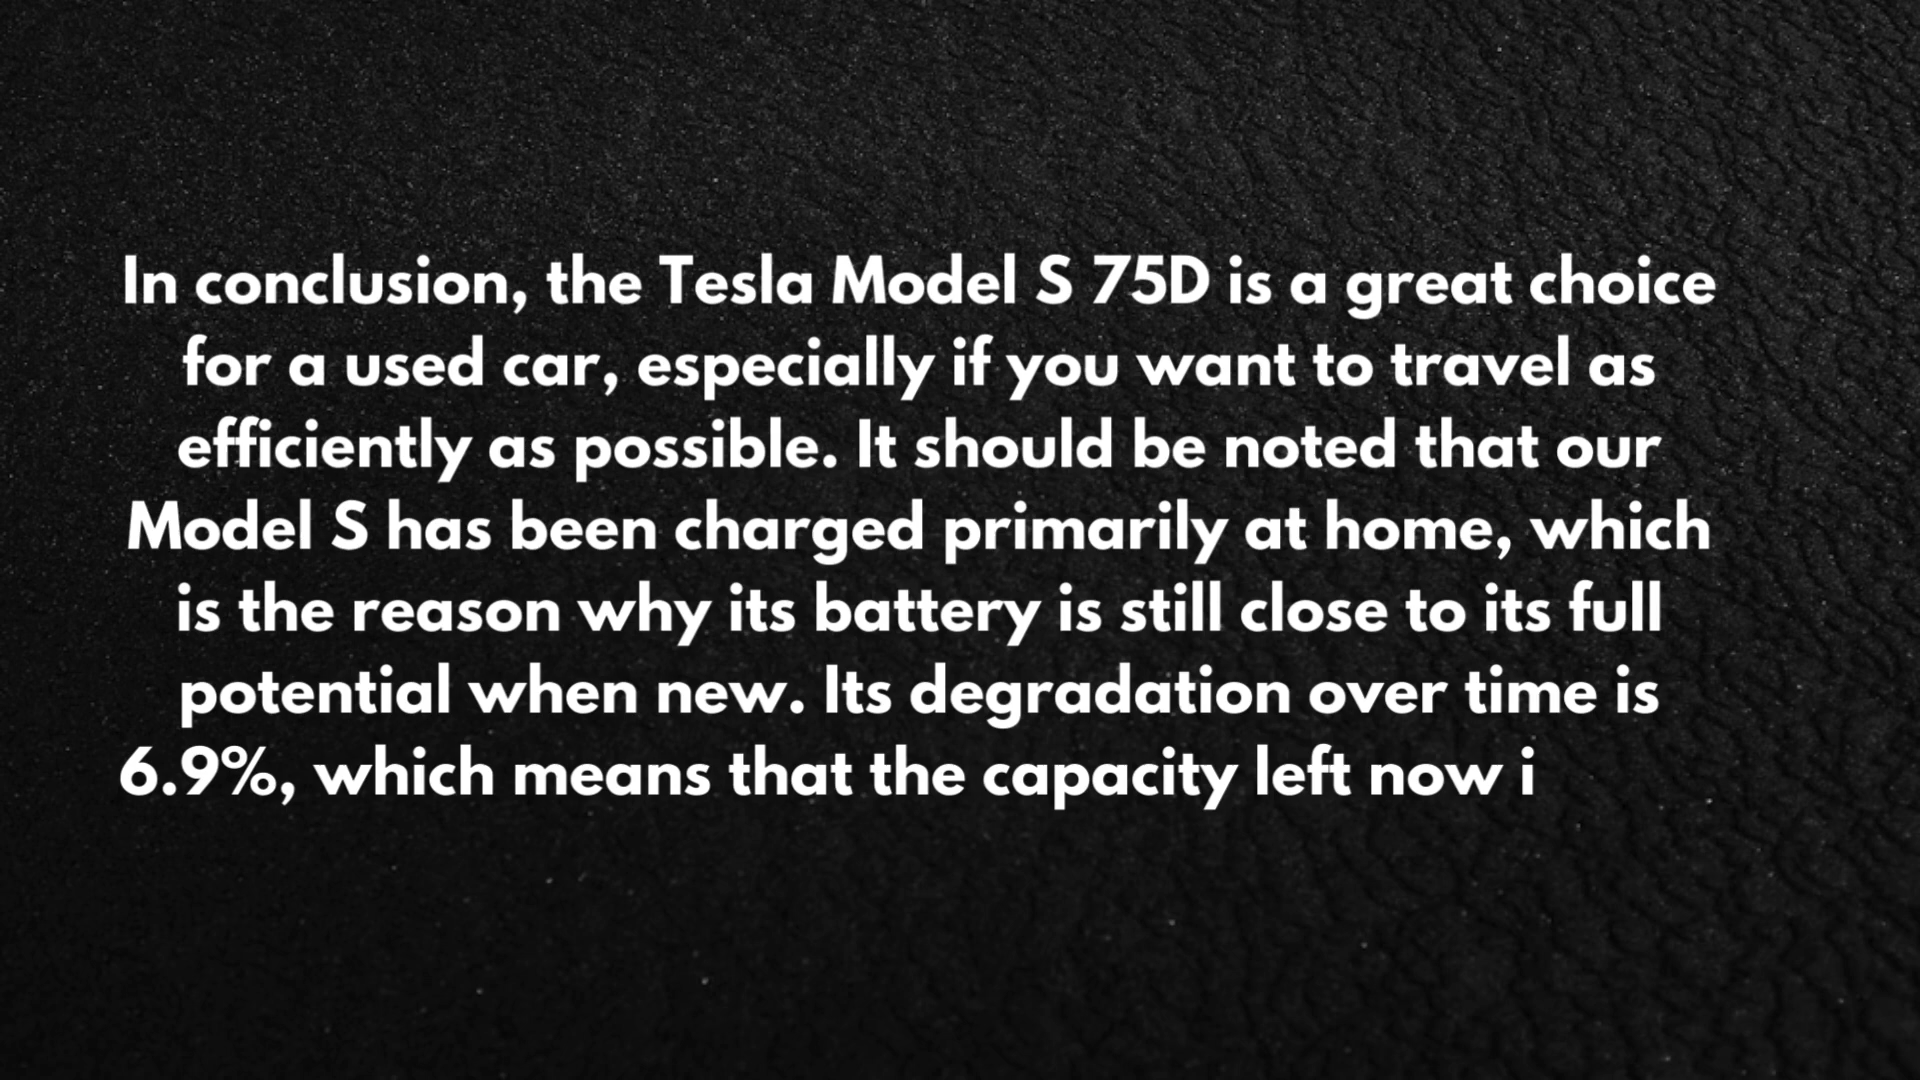 In conclusion, the Tesla Model S 75D is a great choice
for a used car, especially if you want to travel as
efficiently as possible. It should be noted that our
Model S has been charged primarily at home, which
is the reason why its battery is still close to its full
potential when new. Its degradation over time is
6.9%, which means that the capacity left now i